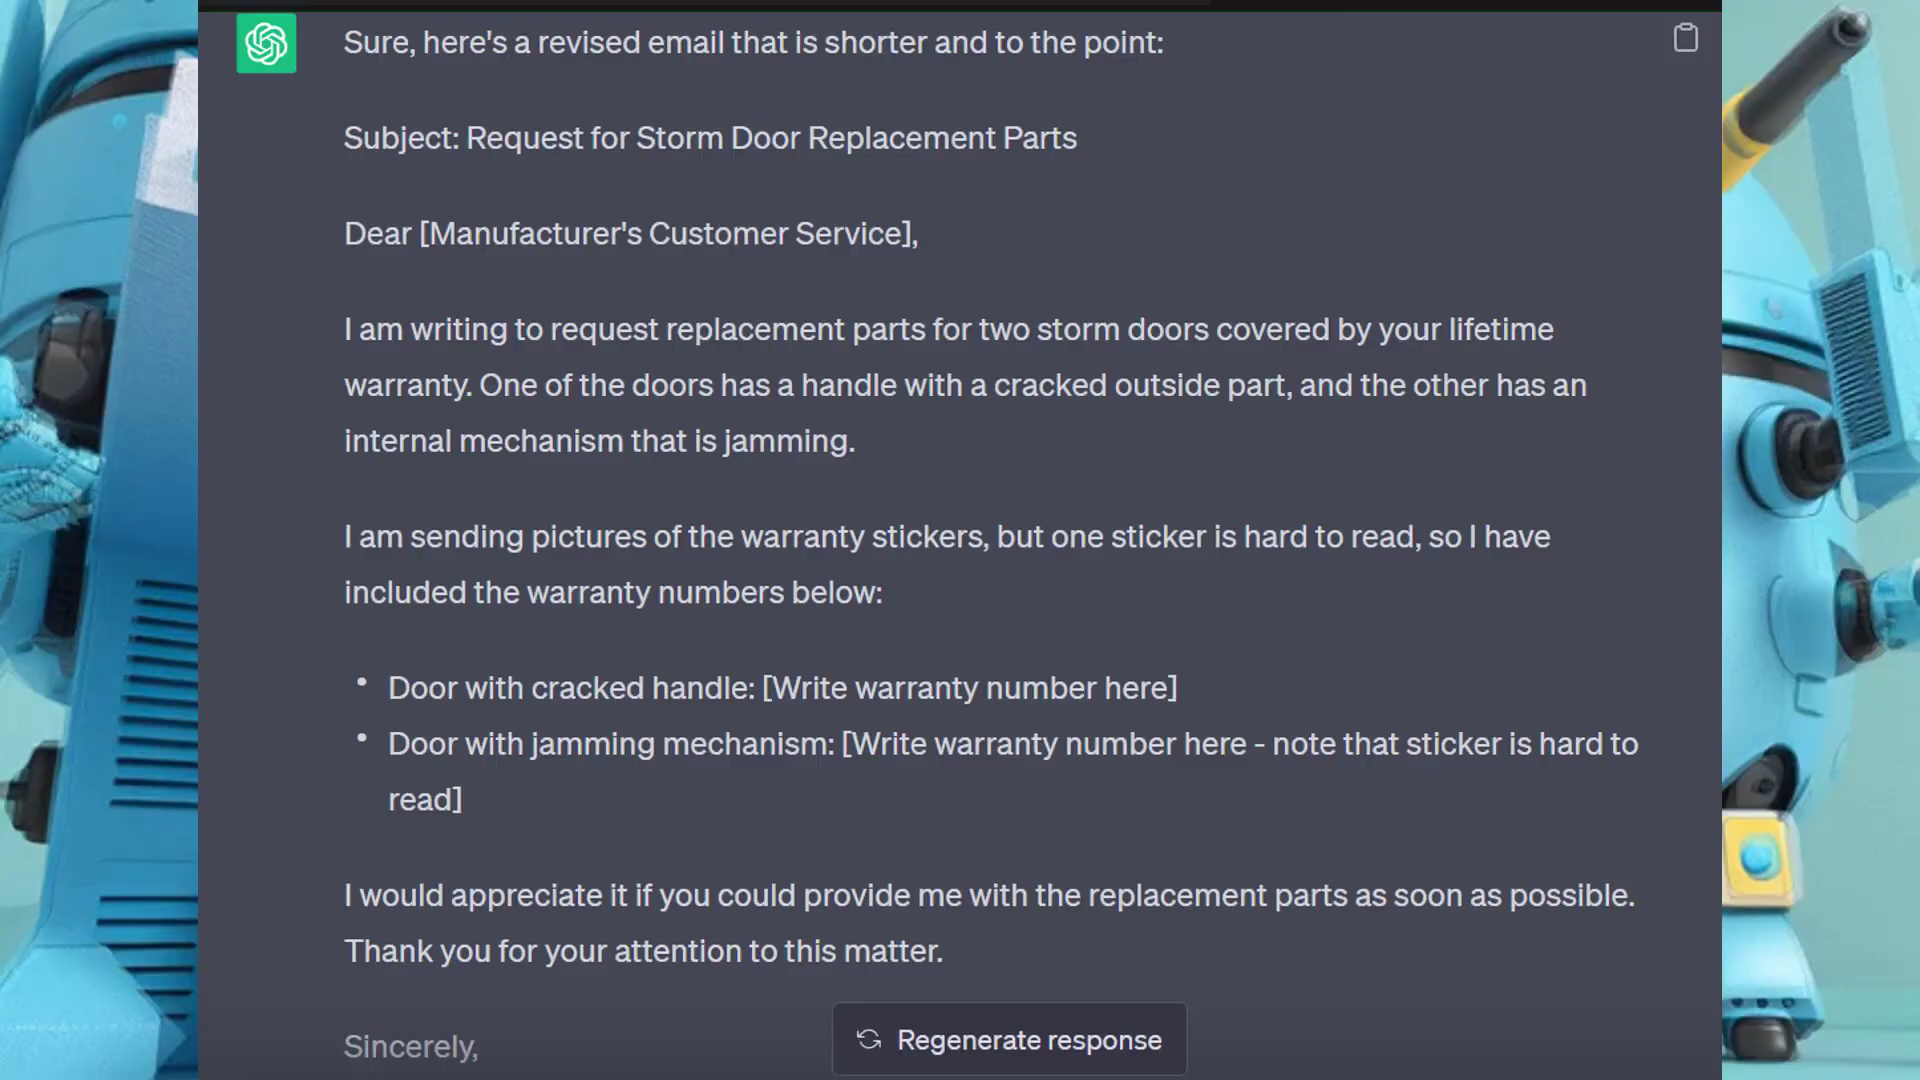 Sure, here's a revised email that is shorter and to the point:
Subject: Request for Storm Door Replacement Parts
Dear [Manufacturer's Customer Service],
I am writing to request replacement parts for two storm doors covered by your lifetime
warranty. One of the doors has a handle with a cracked outside part, and the other has an
internal mechanism that is jamming.
I am sending pictures of the warranty stickers, but one sticker is hard to read, so I have
included the warranty numbers below:
• Door with cracked handle: [Write warranty number here]
• Door with jamming mechanism: [Write warranty number here - note that sticker is hard to
read]
I would appreciate it if you could provide me with the replacement parts as soon as possible.
Thank you for your attention to this matter.
Sincerely,
Regenerate response